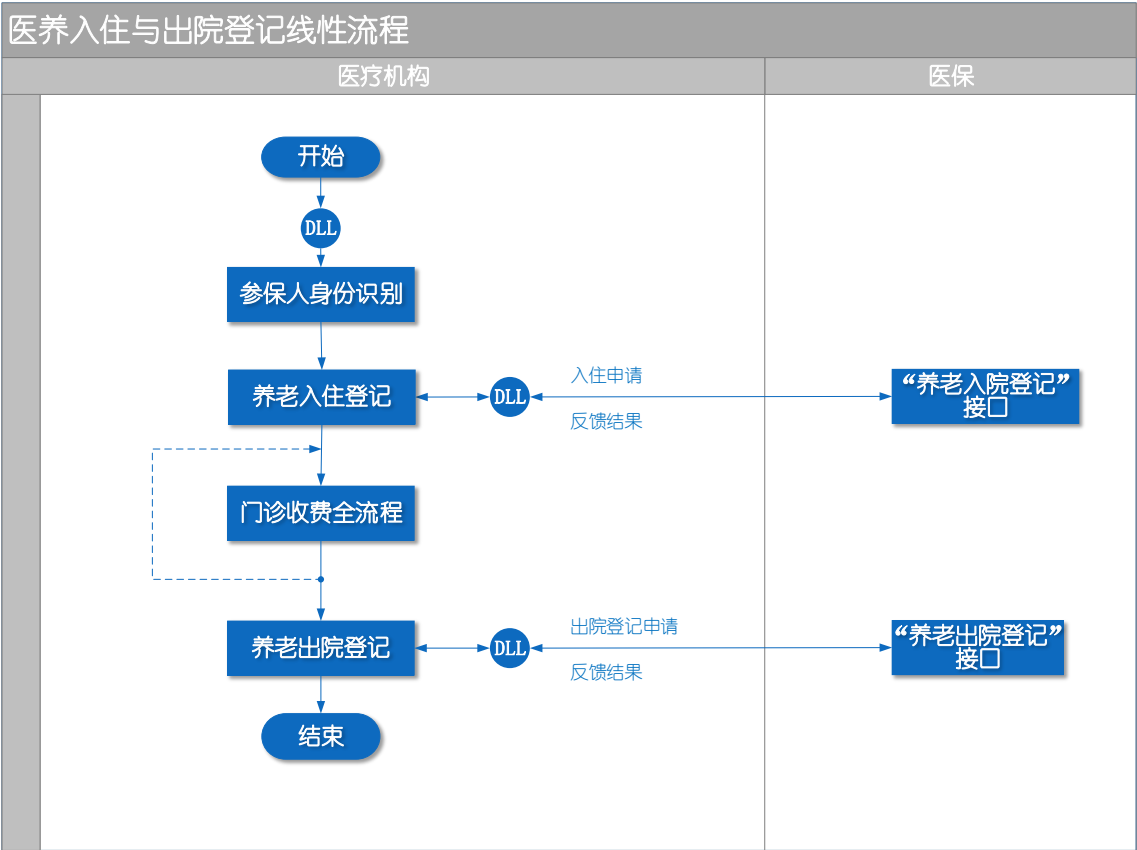 医养入住与出院登记线性流程
医疗机构
医保
开始
DLL
参保人身份识别
养老入住登记
DLL
入住申请
反馈结果
“养老入院登记”
接口
门诊收费全流程
养老出院登记
DLL
出院登记申请
反馈结果
“养老出院登记”
接口
结束